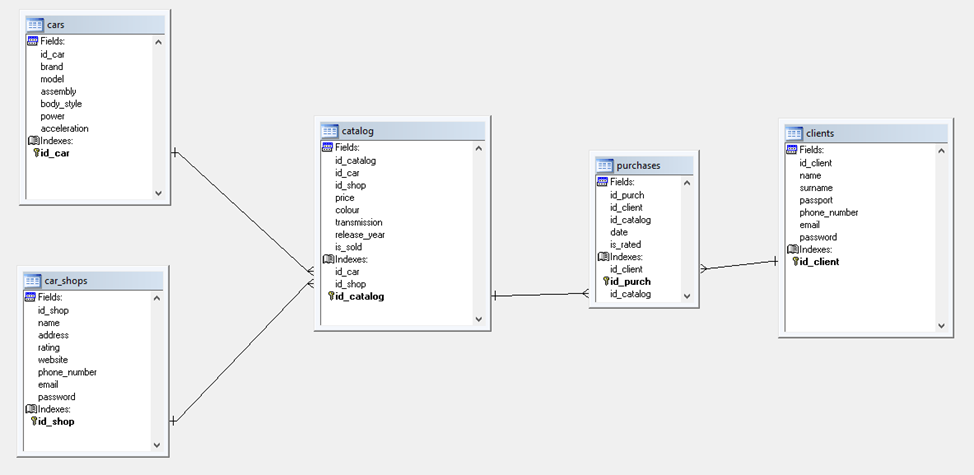 cars
Fields:
id_car
brand
model
assembly
body_style
power
acceleration
Indexes:
id_car
car_shops
Fields:
id_shop
name
address
rating
website
phone_number
email
password
Indexes:
id_shop
catalog
Fields:
id_catalog
id_car
id_shop
price
colour
transmission
release_year
is_sold
Indexes:
id_car
id_shop
id_catalog
purchases
Fields:
id_purch
id_client
id_catalog
date
is_rated
Indexes:
id_client
id_purch
id_catalog
clients
Fields:
id_client
name
surname
passport
phone_number
email
password
Indexes:
id_client